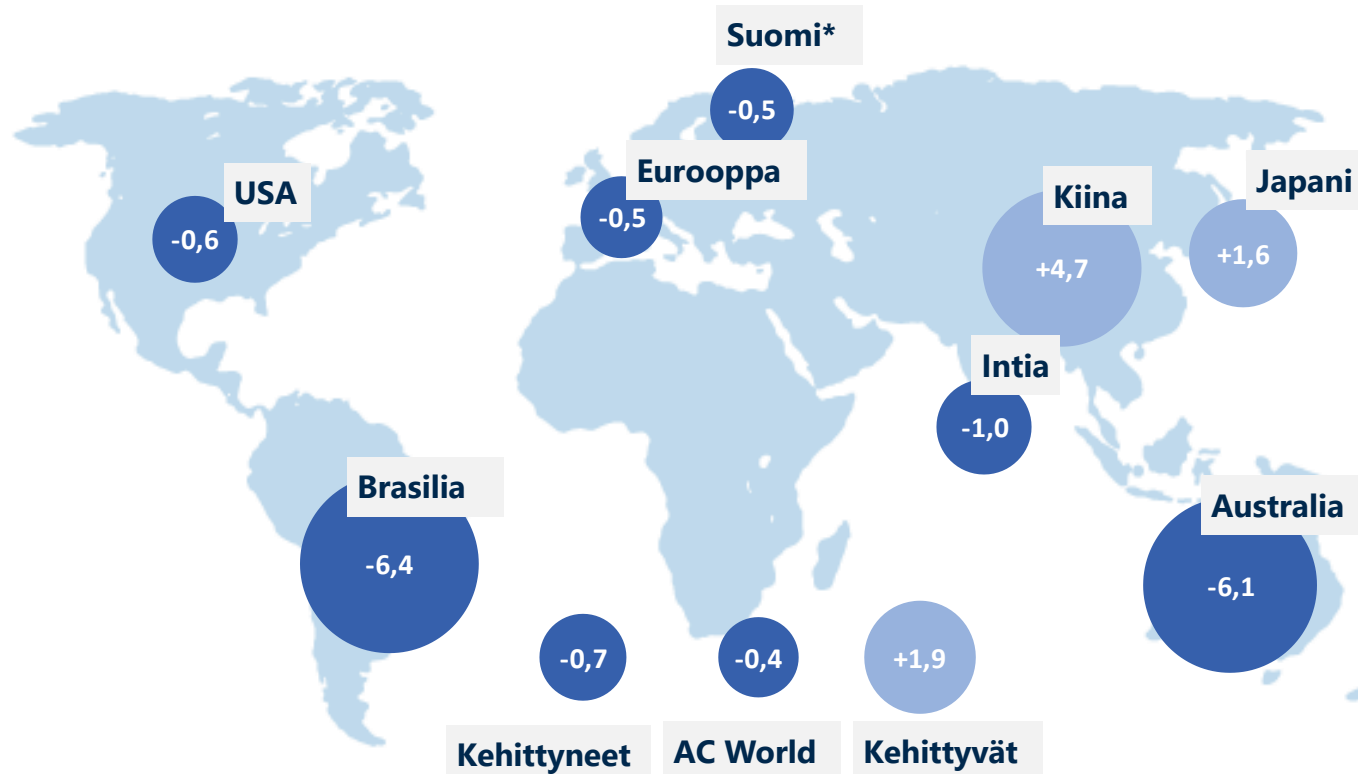 Suomi*
-0,5
Eurooppa
-0,5
USA
-0,6
Kiina
+4,7
Japani
+1,6
Intia
-1,0
Brasilia
-6,4
Australia
-6,1
-0,7
-0,4
+1,9
Kehittyneet
AC World
Kehittyvät